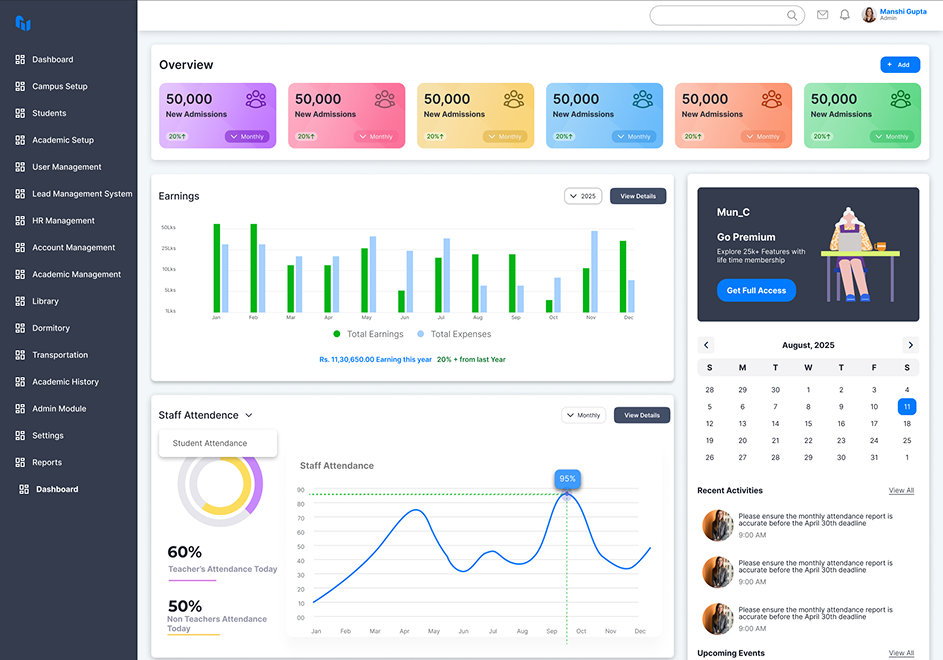 Manshi Gupta
Admin
Dashboard
Campus Setup
Students
Academic Setup
User Management
Lead Management System
HR Management
Account Management
Academic Management
Library
Dormitory
Transportation
Academic History
Admin Module
Settings
Reports
Dashboard
Overview
+ Add
50,000
New Admissions
20%↑
Monthly
50,000
New Admissions
20%↑
Monthly
50,000
New Admissions
20%↑
Monthly
50,000
New Admissions
20%↑
Monthly
50,000
New Admissions
20%↑
Monthly
50,000
New Admissions
20%↑
Monthly
Earnings
2025
View Details
50Lks
25Lks
10Lks
5Lks
1Lks
Jan Feb Mar Apr May Jun Jul Aug Sep Oct Nov Dec
Total Earnings Total Expenses
Rs. 11,30,650.00 Earning this year 20% + from Last Year
Staff Attendence
Monthly
View Details
Student Attendance
60%
Teacher's Attendance Today
50%
Non Teachers Attendance
Today
Staff Attendance
95%
90
80
70
60
50
40
30
20
10
00
Jan Feb Mar Apr May Jun Jul Aug Sep Oct Nov Dec
Mun_C
Go Premium
Explore 25k+ Features with
life time membership
Get Full Access
August, 2025
S M T W T F S
28 29 30 1 2 3 4
5 6 7 8 9 10 11
12 13 14 15 16 17 18
19 20 21 22 23 24 25
26 27 28 29 30 31 1
Recent Activities View All
Please ensure the monthly attendance report is
accurate before the April 30th deadline
9:00 AM
Please ensure the monthly attendance report is
accurate before the April 30th deadline
9:00 AM
Please ensure the monthly attendance report is
accurate before the April 30th deadline
9:00 AM
Upcoming Events View All